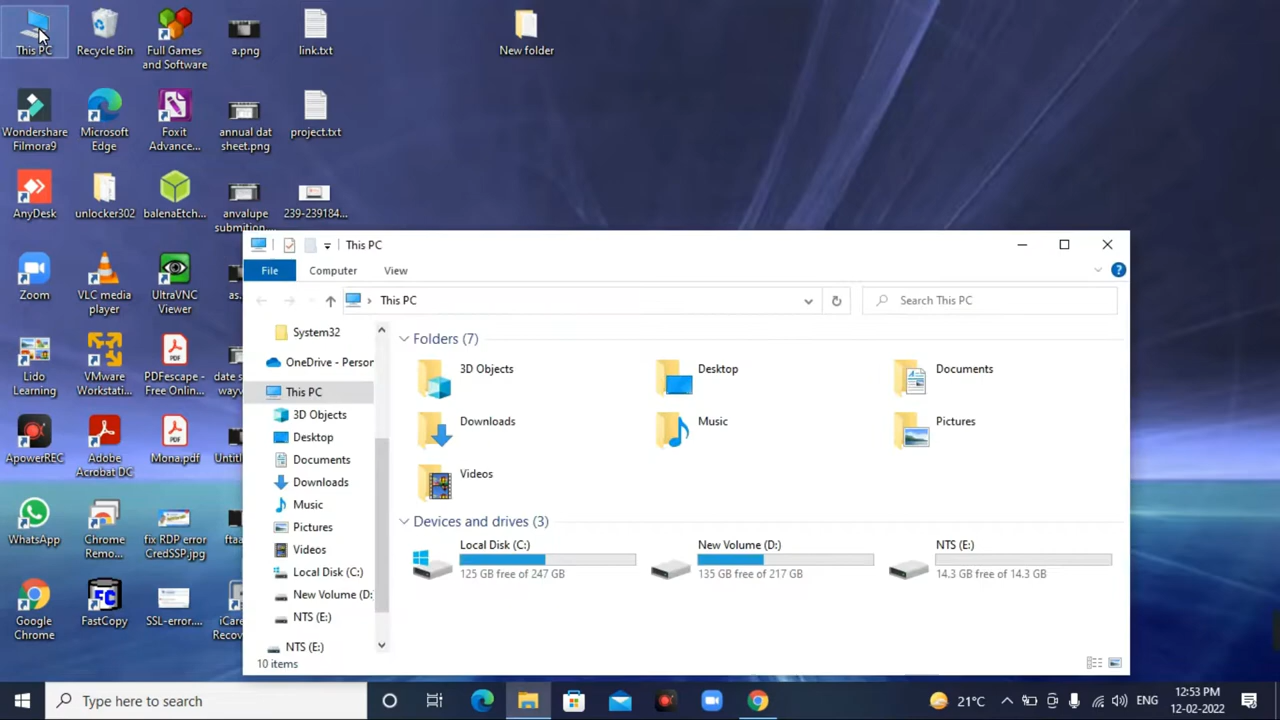 This PC
Recycle Bin
Full Games
and Software
a.png
link.txt
New folder
Wondershare
Filmora9
Microsoft
Edge
Foxit
Advance...
annual dat
sheet.png
project.txt
AnyDesk
unlocker302
balenaEtch...
anvalupe
submition....
239-239184...
Zoom
VLC media
player
UltraVNC
Viewer
as.
Lido
Learning
VMware
Workstati...
PDFescape -
Free Onlin...
date s
wayv
ApowerREC
Adobe
Acrobat DC
Mona.pdf
untitl
WhatsApp
Chrome
Remo...
fix RDP error
CredSSP.jpg
ftaa
Google
Chrome
FastCopy
SSL-error....
iCare
Recov
This PC
File
Computer
View
This PC
Search This PC
System32
OneDrive - Person
This PC
3D Objects
Desktop
Documents
Downloads
Music
Pictures
Videos
Local Disk (C:)
New Volume (D:
NTS (E:)
NTS (E:)
Folders (7)
3D Objects
Desktop
Documents
Downloads
Music
Pictures
Videos
Devices and drives (3)
Local Disk (C:)
125 GB free of 247 GB
New Volume (D:)
135 GB free of 217 GB
NTS (E:)
14.3 GB free of 14.3 GB
10 items
Type here to search
21°C
ENG
12:53 PM
12-02-2022